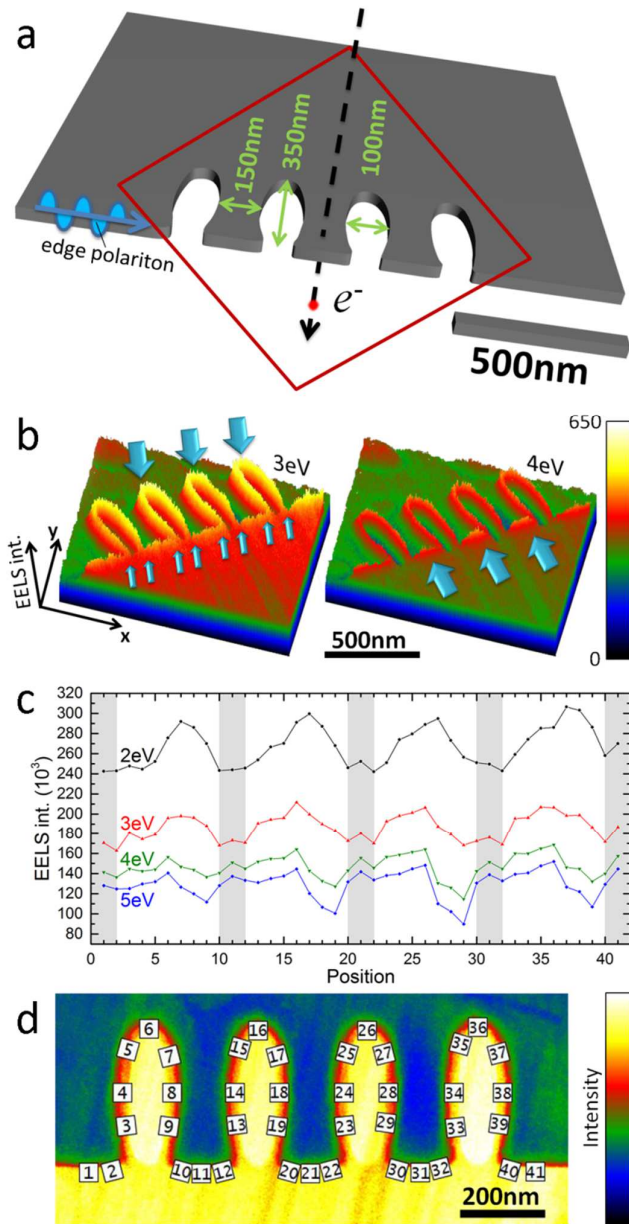 a
150nm
350nm
100nm
edge polariton
e-
500nm
b
3eV
4eV
650
0
EELS int.
y
x
500nm
c
EELS int. (10³)
320
300
280
260
240
220
200
180
160
140
120
100
80
2eV
3eV
4eV
5eV
0 5 10 15 20 25 30 35 40
Position
d
6 16 26 36
5 7 15 17 25 27 35 37
4 8 14 18 24 28 34 38
3 9 13 19 23 29 33 39
1 2 10 11 12 20 21 22 30 31 32 40 41
200nm
Intensity